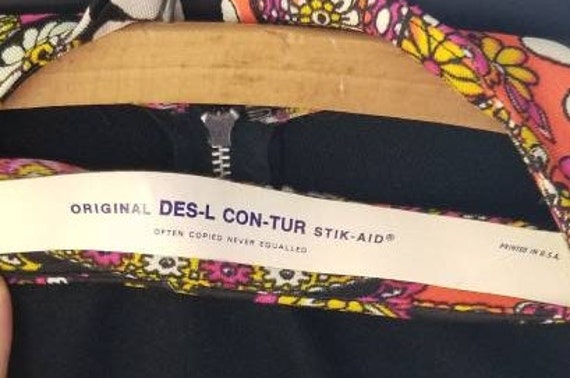 ORIGINAL DES-L CON-TUR STIK-AID®
OFTEN COPIED NEVER EQUALLED
PRINTED IN U.S.A.